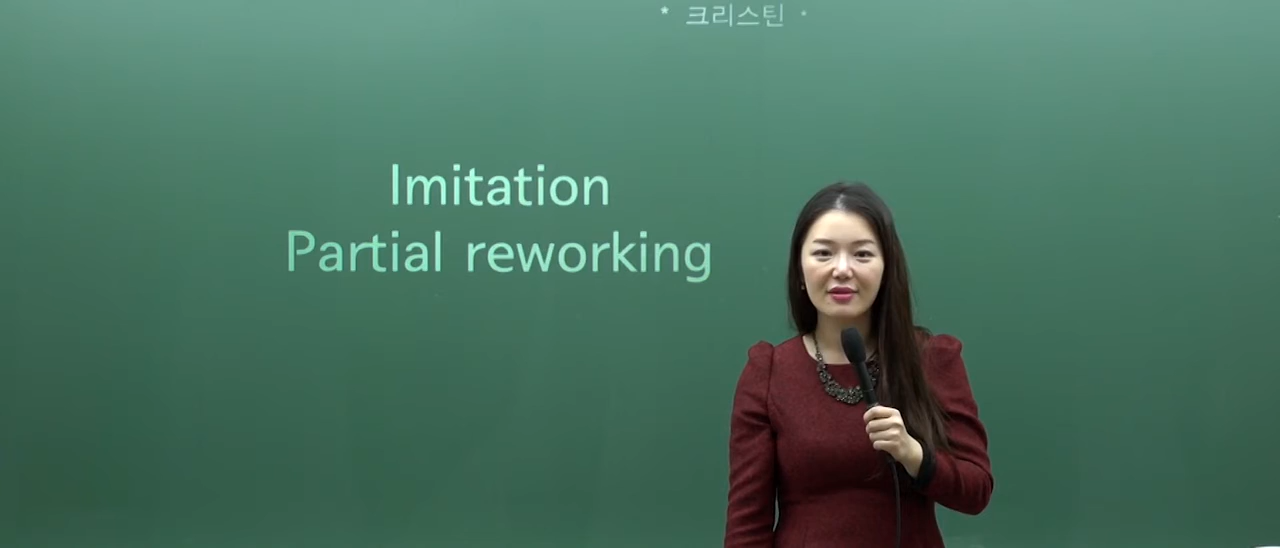 * 크리스틴 *
Imitation
Partial reworking